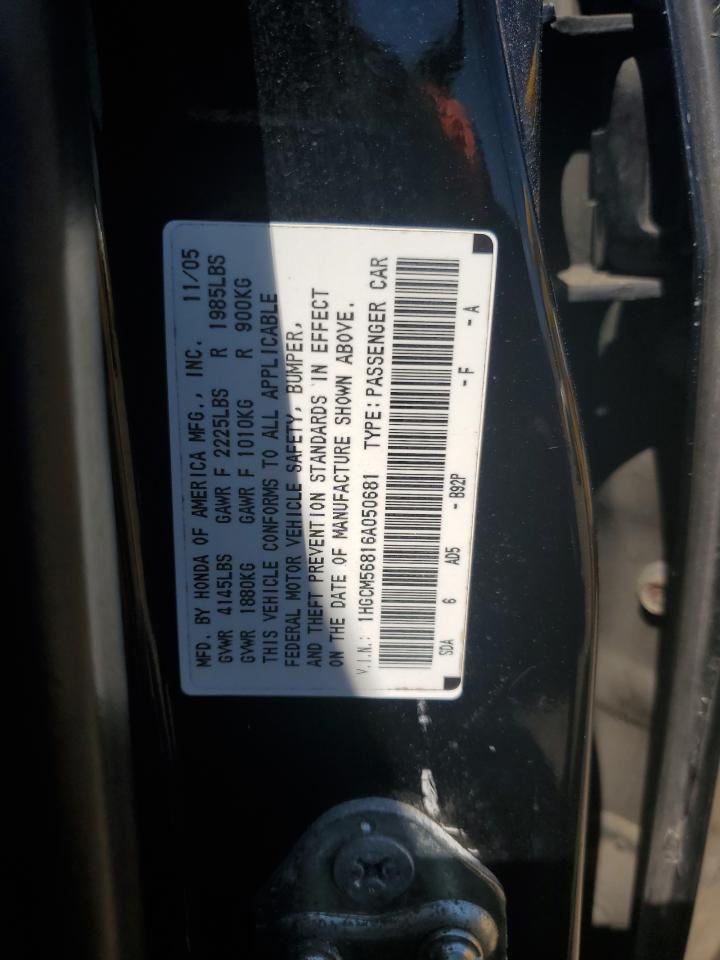 MFD. BY HONDA OF AMERICA MFG., INC. 11/05
GVWR 4145LBS GAWR F 2225LBS R 1985LBS
GVWR 1880KG GAWR F 1010KG R 900KG
THIS VEHICLE CONFORMS TO ALL APPLICABLE
FEDERAL MOTOR VEHICLE SAFETY, BUMPER,
AND THEFT PREVENTION STANDARDS IN EFFECT
ON THE DATE OF MANUFACTURE SHOWN ABOVE.
V.I.N.: 1HGCM56816A050681 TYPE: PASSENGER CAR
SDA 6 AD5 - B92P - F - A